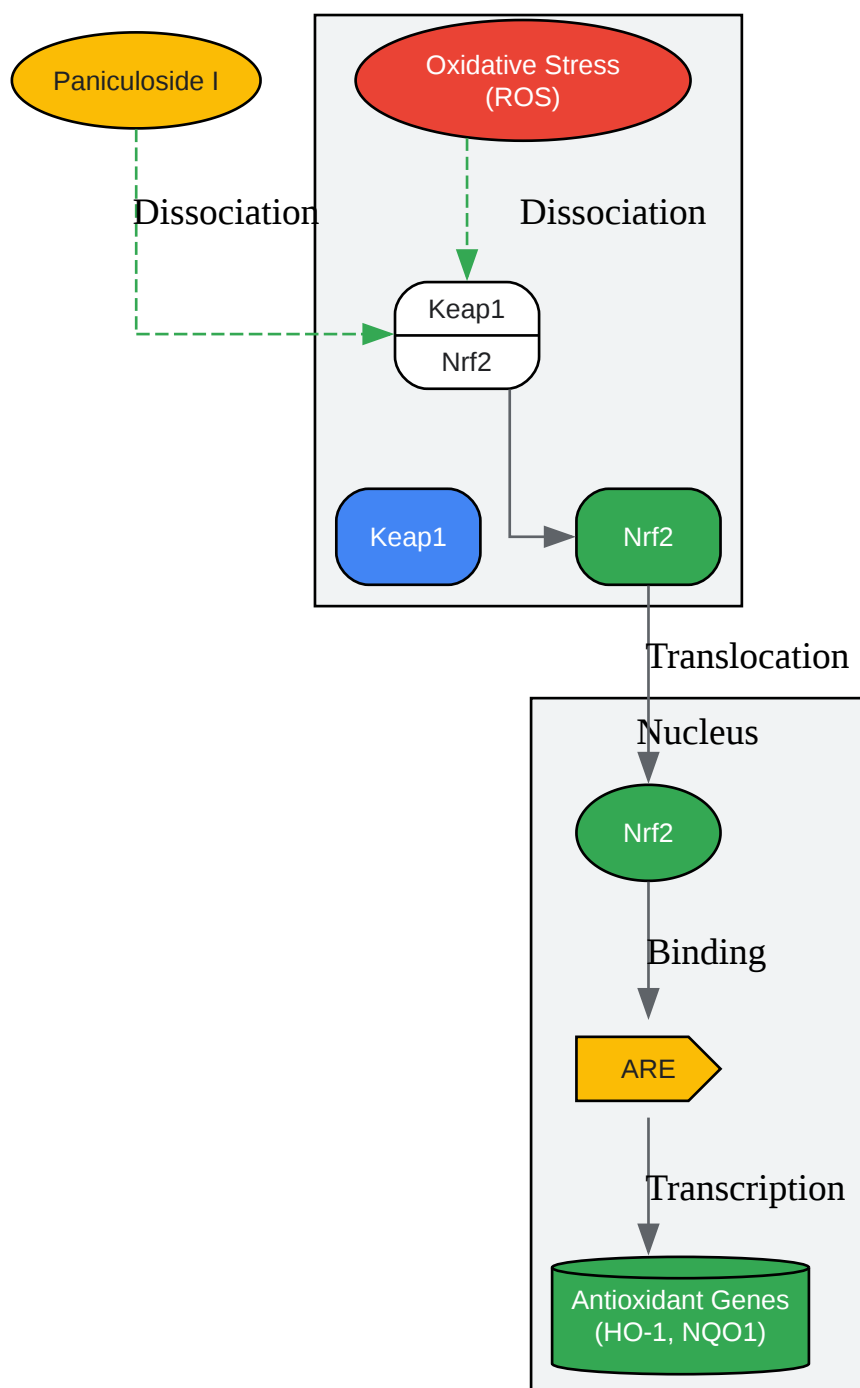 Paniculoside I
Oxidative Stress
(ROS)
Dissociation
Dissociation
Keap1
Nrf2
Keap1
Nrf2
Translocation
Nucleus
Nrf2
Binding
ARE
Transcription
Antioxidant Genes
(HO-1, NQO1)